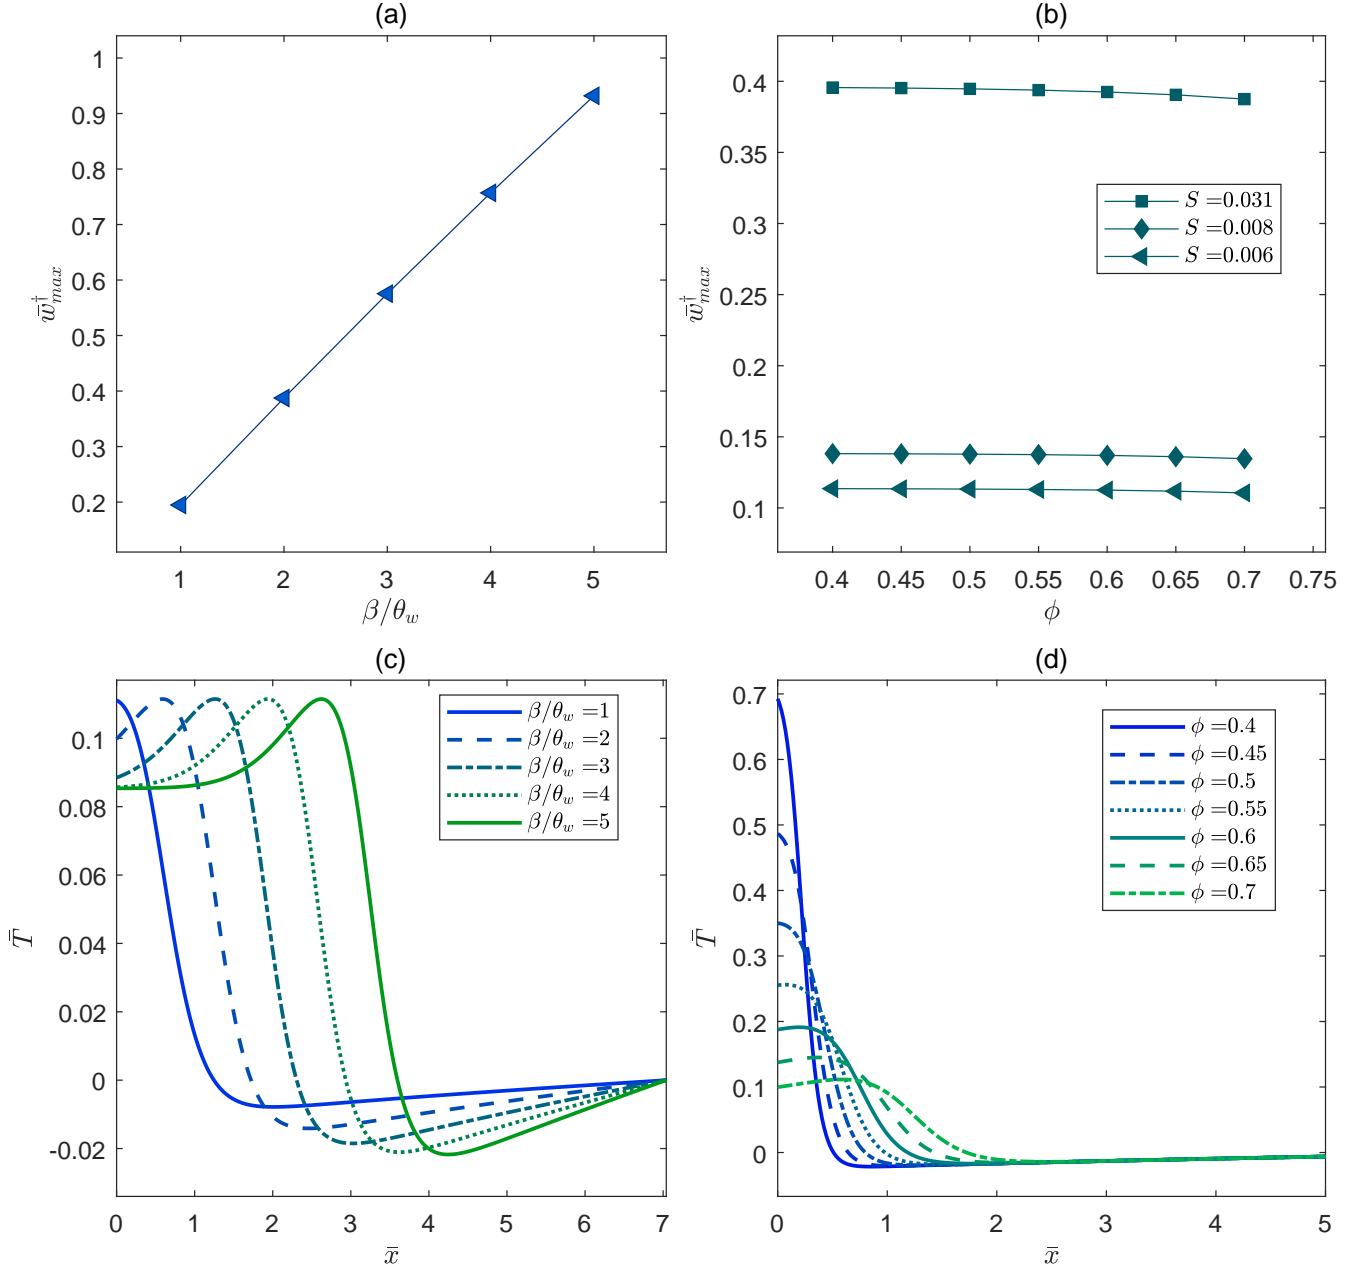 (a)
1
0.9
0.8
0.7
0.6
0.5
0.4
0.3
0.2
1 2 3 4 5
w̄†max
β/θw
(b)
0.4
0.35
0.3
0.25
0.2
0.15
0.1
0.4 0.45 0.5 0.55 0.6 0.65 0.7 0.75
w̄†max
ϕ
S =0.031
S =0.008
S =0.006
(c)
0.1
0.08
0.06
0.04
0.02
0
-0.02
0 1 2 3 4 5 6 7
T̄
x̄
β/θw =1
β/θw =2
β/θw =3
β/θw =4
β/θw =5
(d)
0.7
0.6
0.5
0.4
0.3
0.2
0.1
0
0 1 2 3 4 5
T̄
x̄
ϕ =0.4
ϕ =0.45
ϕ =0.5
ϕ =0.55
ϕ =0.6
ϕ =0.65
ϕ =0.7